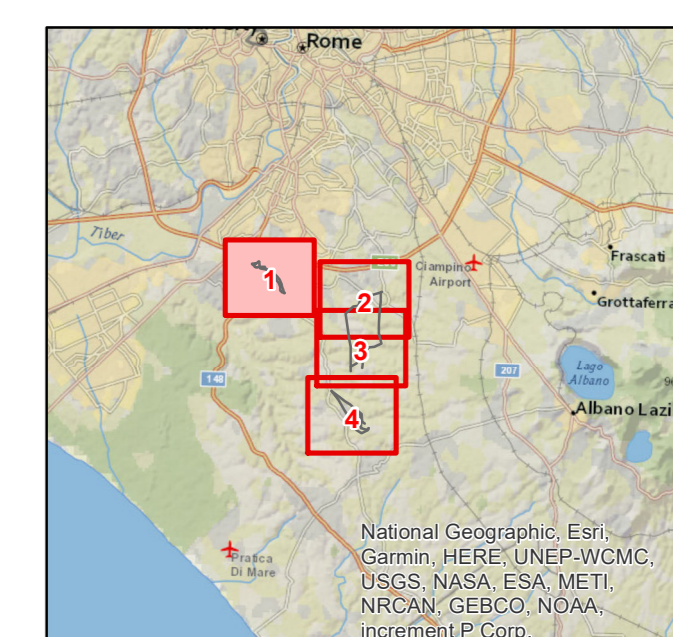 Rome
Tiber
1
2
Ciampino
Airport
Frascati
Grottaferra
3
148
207
Lago
Albano
4
Albano Lazi
Pratica
Di Mare
National Geographic, Esri,
Garmin, HERE, UNEP-WCMC,
USGS, NASA, ESA, METI,
NRCAN, GEBCO, NOAA,
increment P Corp.